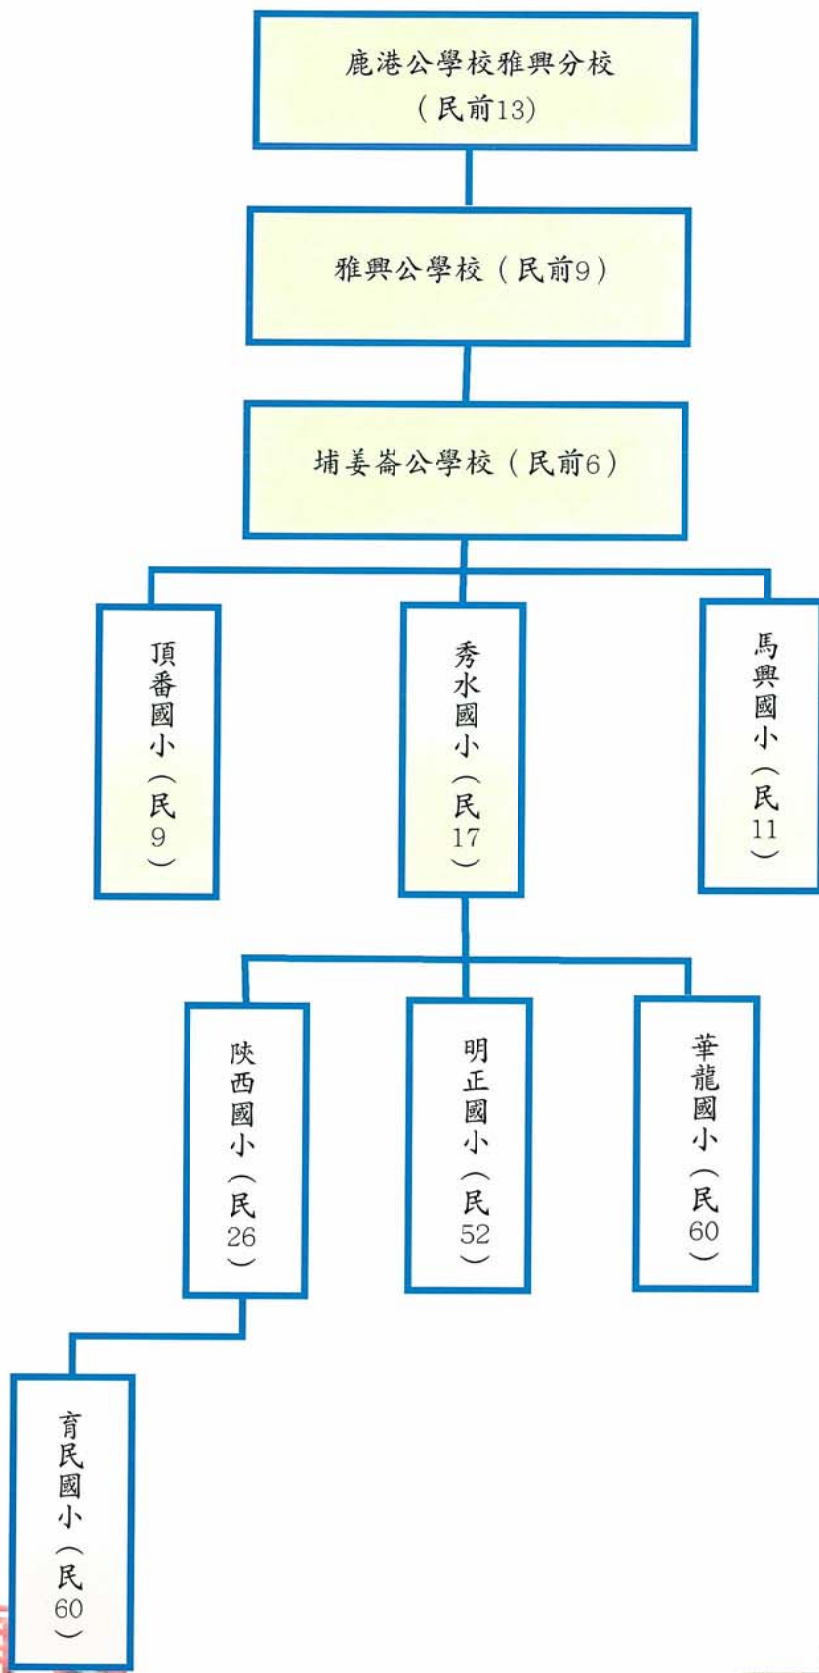 鹿港公學校雅興分校
（民前13）
雅興公學校（民前9）
埔姜崙公學校（民前6）
頂番國小（民9）
秀水國小（民17）
馬興國小（民11）
陝西國小（民26）
明正國小（民52）
華龍國小（民60）
育民國小（民60）